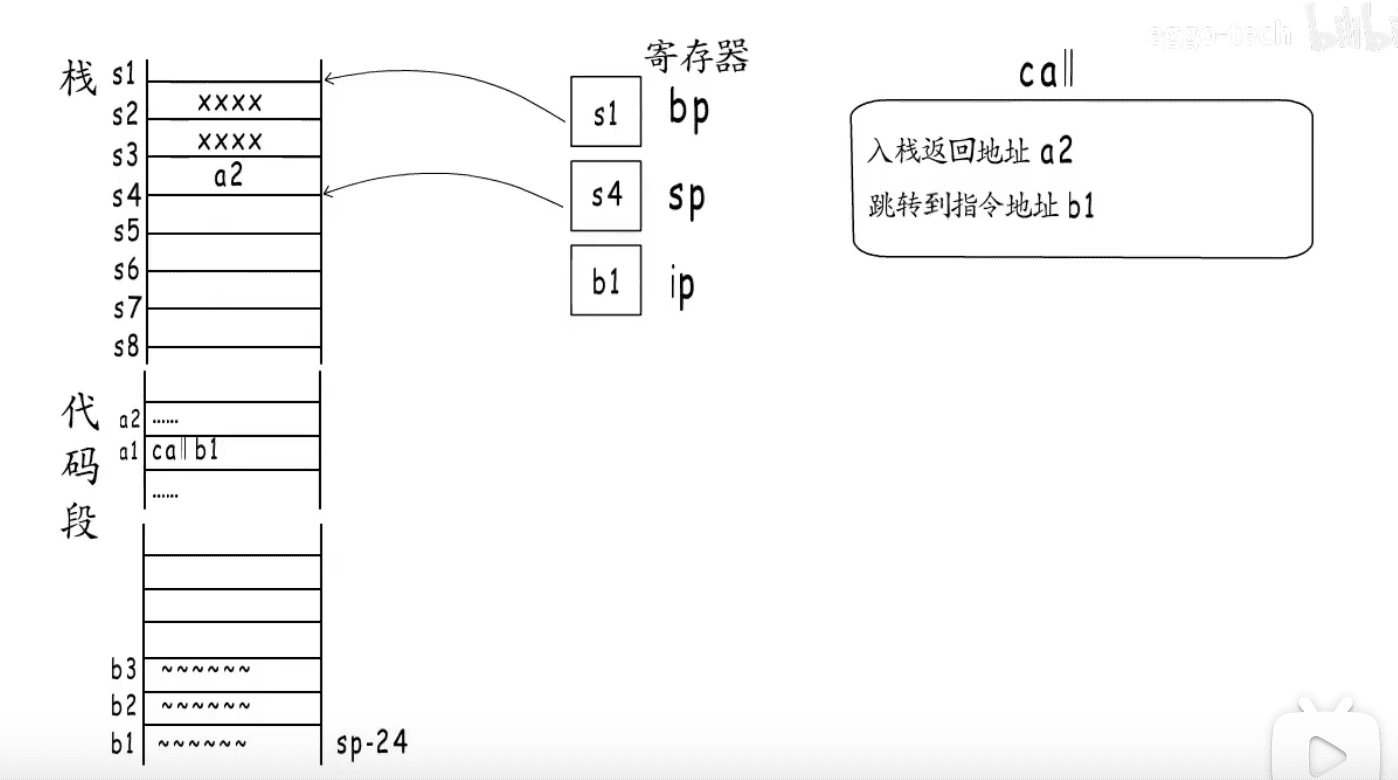 eggo-tech bilibili
栈
s1
s2 xxxx
s3 xxxx
s4 a2
s5
s6
s7
s8
寄存器
s1 bp
s4 sp
b1 ip
call
入栈返回地址 a2
跳转到指令地址 b1
代码段
a2 ......
a1 call b1
......
b3 ~~~~~~
b2 ~~~~~~
b1 ~~~~~~ sp-24